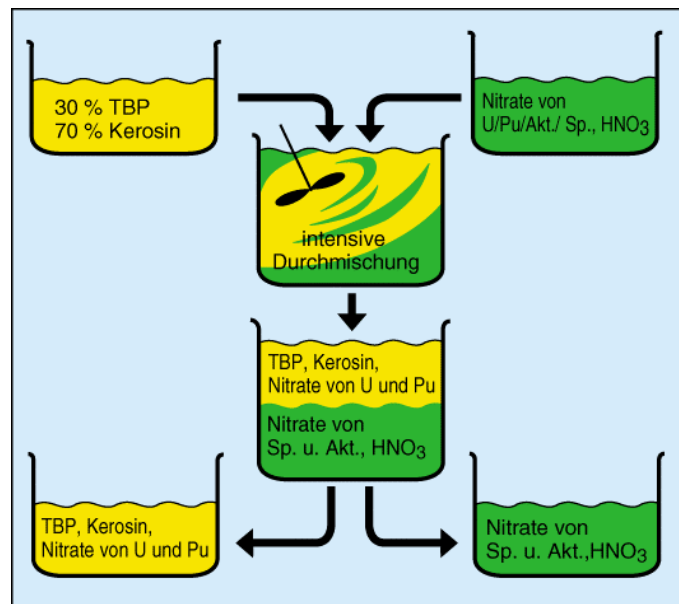 30 % TBP
70 % Kerosin
Nitrate von
U/Pu/Akt./ Sp., HNO₃
intensive
Durchmischung
TBP, Kerosin,
Nitrate von U und Pu
Nitrate von
Sp. u. Akt., HNO₃
TBP, Kerosin,
Nitrate von U und Pu
Nitrate von
Sp. u. Akt.,HNO₃